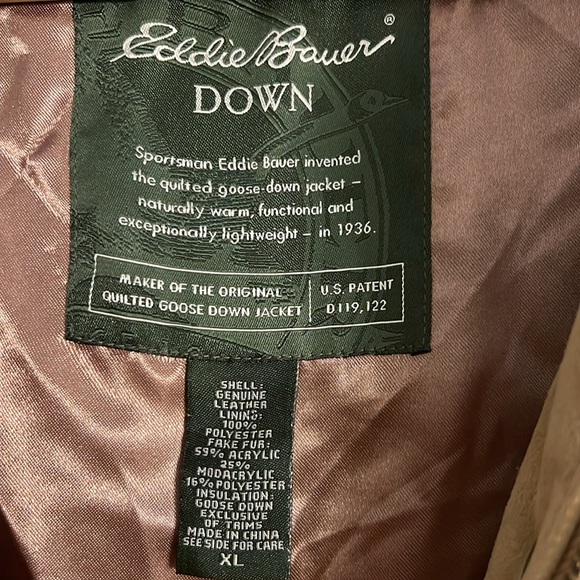 Eddie Bauer®
DOWN
Sportsman Eddie Bauer invented
the quilted goose-down jacket –
naturally warm, functional and
exceptionally lightweight – in 1936.
MAKER OF THE ORIGINAL
QUILTED GOOSE DOWN JACKET
U.S. PATENT
D119,122
SHELL:
GENUINE
LEATHER
LINING:
100%
POLYESTER
FAKE FUR:
59% ACRYLIC
25%
MODACRYLIC
16% POLYESTER
INSULATION:
GOOSE DOWN
EXCLUSIVE
OF TRIMS
MADE IN CHINA
SEE SIDE FOR CARE
XL